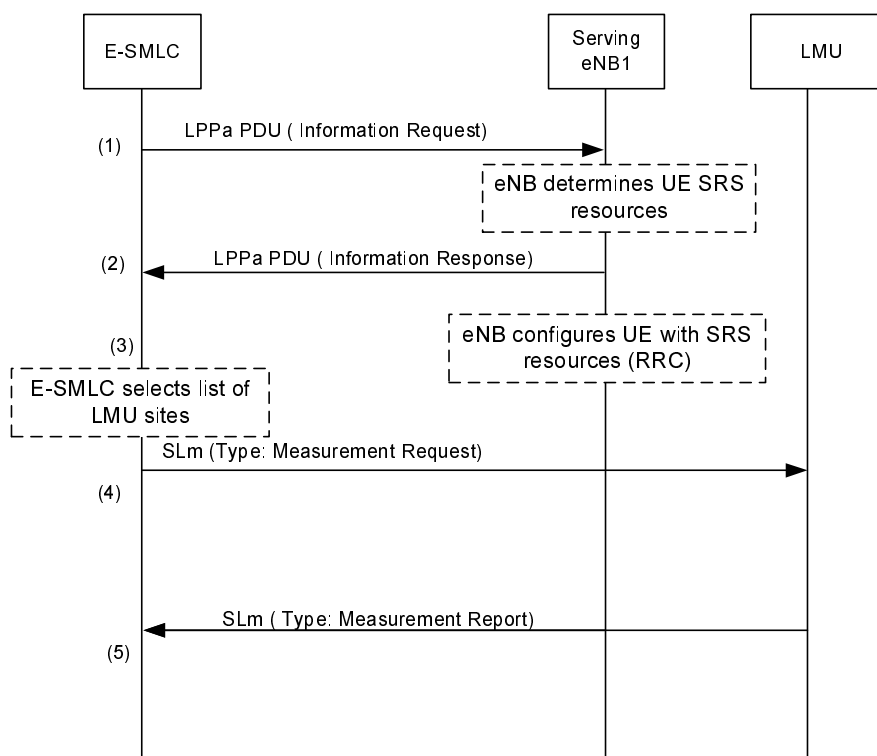 E-SMLC
Serving
eNB1
LMU
LPPa PDU ( Information Request)
(1)
eNB determines UE SRS
resources
LPPa PDU ( Information Response)
(2)
eNB configures UE with SRS
resources (RRC)
(3)
E-SMLC selects list of
LMU sites
SLm (Type: Measurement Request)
(4)
SLm ( Type: Measurement Report)
(5)